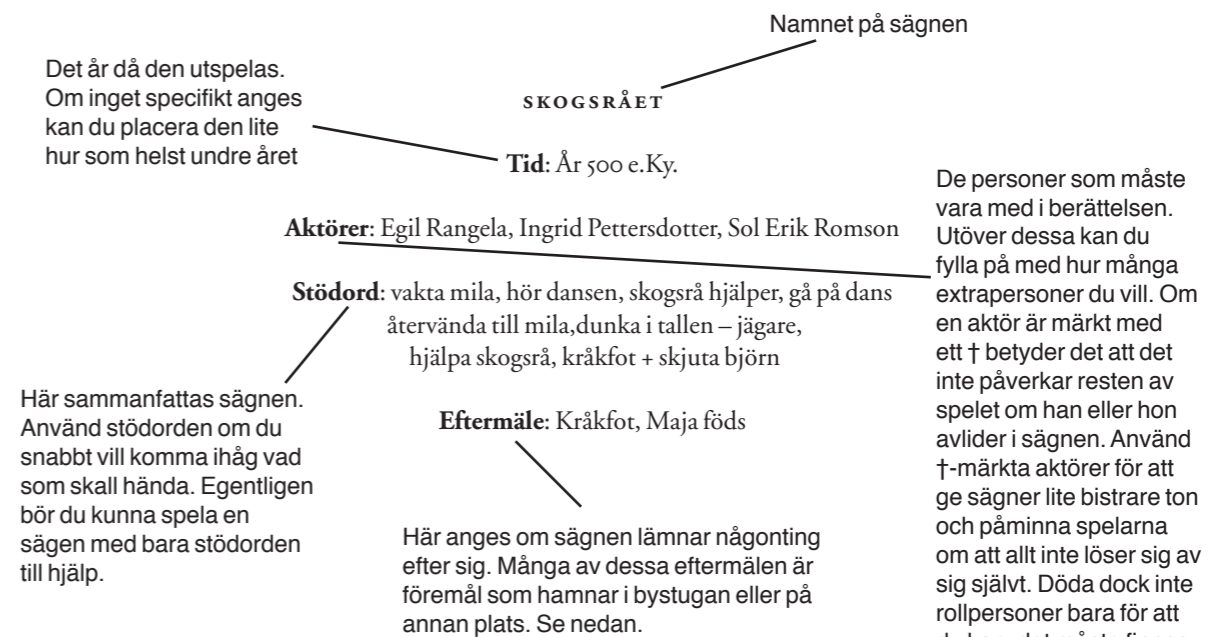 Namnet på sägnen
Det år då den utspelas.
Om inget specifikt anges
kan du placera den lite
hur som helst undre året
SKOGSRÅET
Tid: År 500 e.Ky.
Aktörer: Egil Rangela, Ingrid Pettersdotter, Sol Erik Romson
Stödord: vakta mila, hör dansen, skogsrå hjälper, gå på dans
återvända till mila,dunka i tallen – jägare,
hjälpa skogsrå, kråkfot + skjuta björn
Eftermäle: Kråkfot, Maja föds
De personer som måste
vara med i berättelsen.
Utöver dessa kan du
fylla på med hur många
extrapersoner du vill. Om
en aktör är märkt med
ett † betyder det att det
inte påverkar resten av
spelet om han eller hon
avlider i sägnen. Använd
†-märkta aktörer för att
ge sägner lite bistrare ton
och påminna spelarna
om att allt inte löser sig av
sig självt. Döda dock inte
rollpersoner bara för att
Här sammanfattas sägnen.
Använd stödorden om du
snabbt vill komma ihåg vad
som skall hända. Egentligen
bör du kunna spela en
sägen med bara stödorden
till hjälp.
Här anges om sägnen lämnar någonting
efter sig. Många av dessa eftermälen är
föremål som hamnar i bystugan eller på
annan plats. Se nedan.